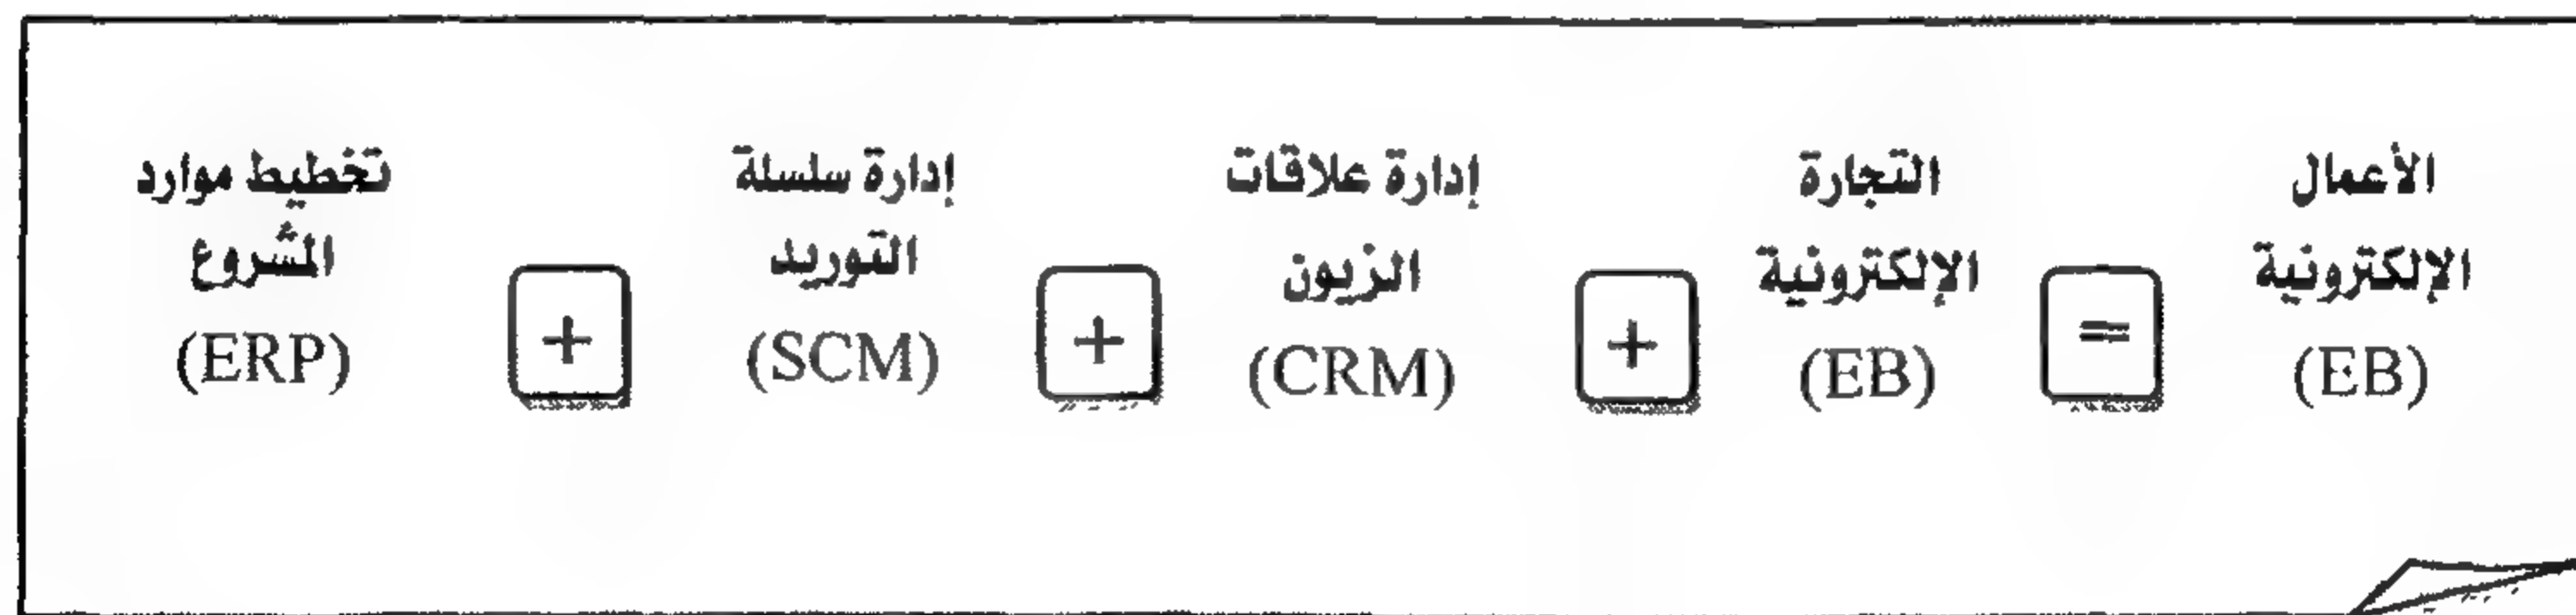 الأعمال
الإلكترونية
(EB)
=
التجارة
الإلكترونية
(EB)
+
إدارة علاقات
الزبون
(CRM)
+
إدارة سلسلة
التوريد
(SCM)
+
تخطيط موارد
المشروع
(ERP)